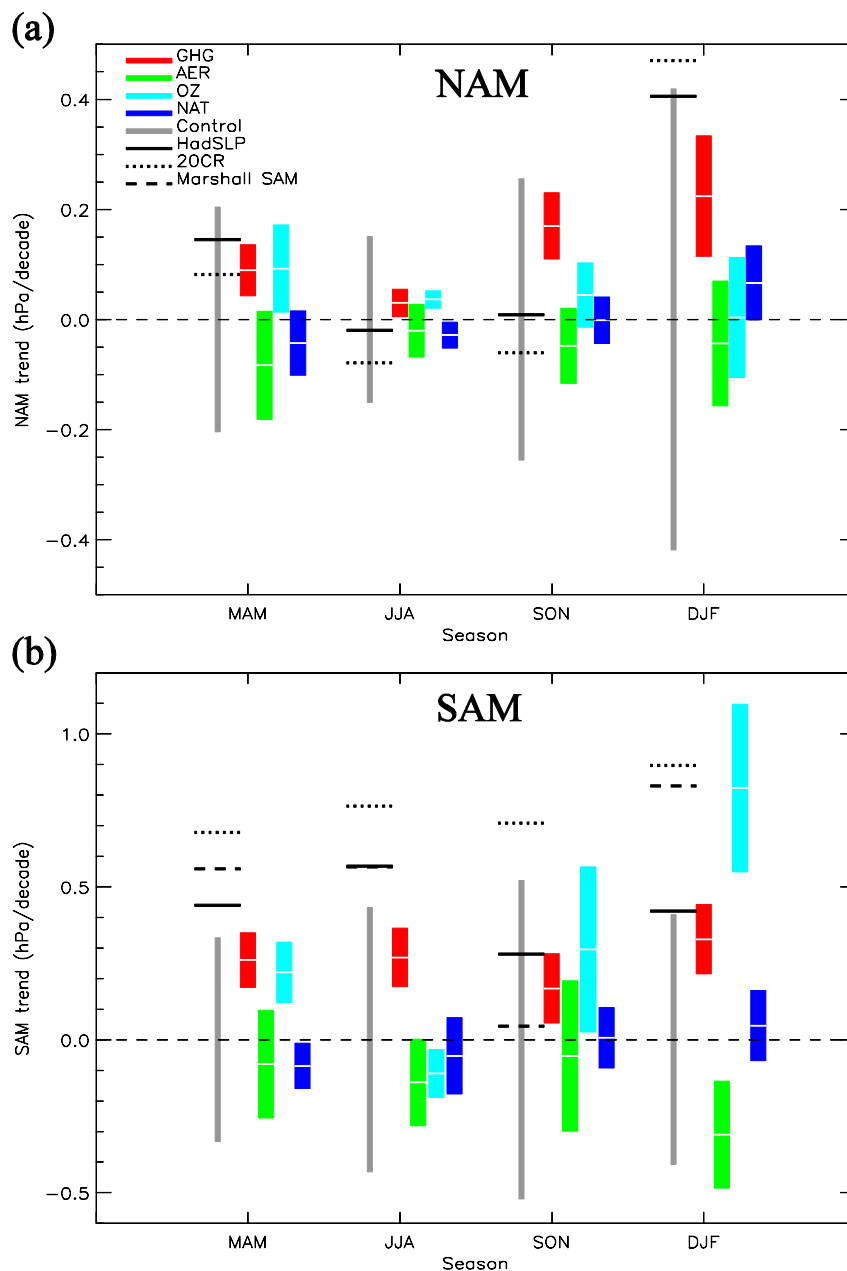 (a)
NAM
GHG
AER
OZ
NAT
Control
HadSLP
20CR
Marshall SAM
NAM trend (hPa/decade)
0.4
0.2
0.0
−0.2
−0.4
MAM JJA SON DJF
Season
(b)
SAM
SAM trend (hPa/decade)
1.0
0.5
0.0
−0.5
MAM JJA SON DJF
Season